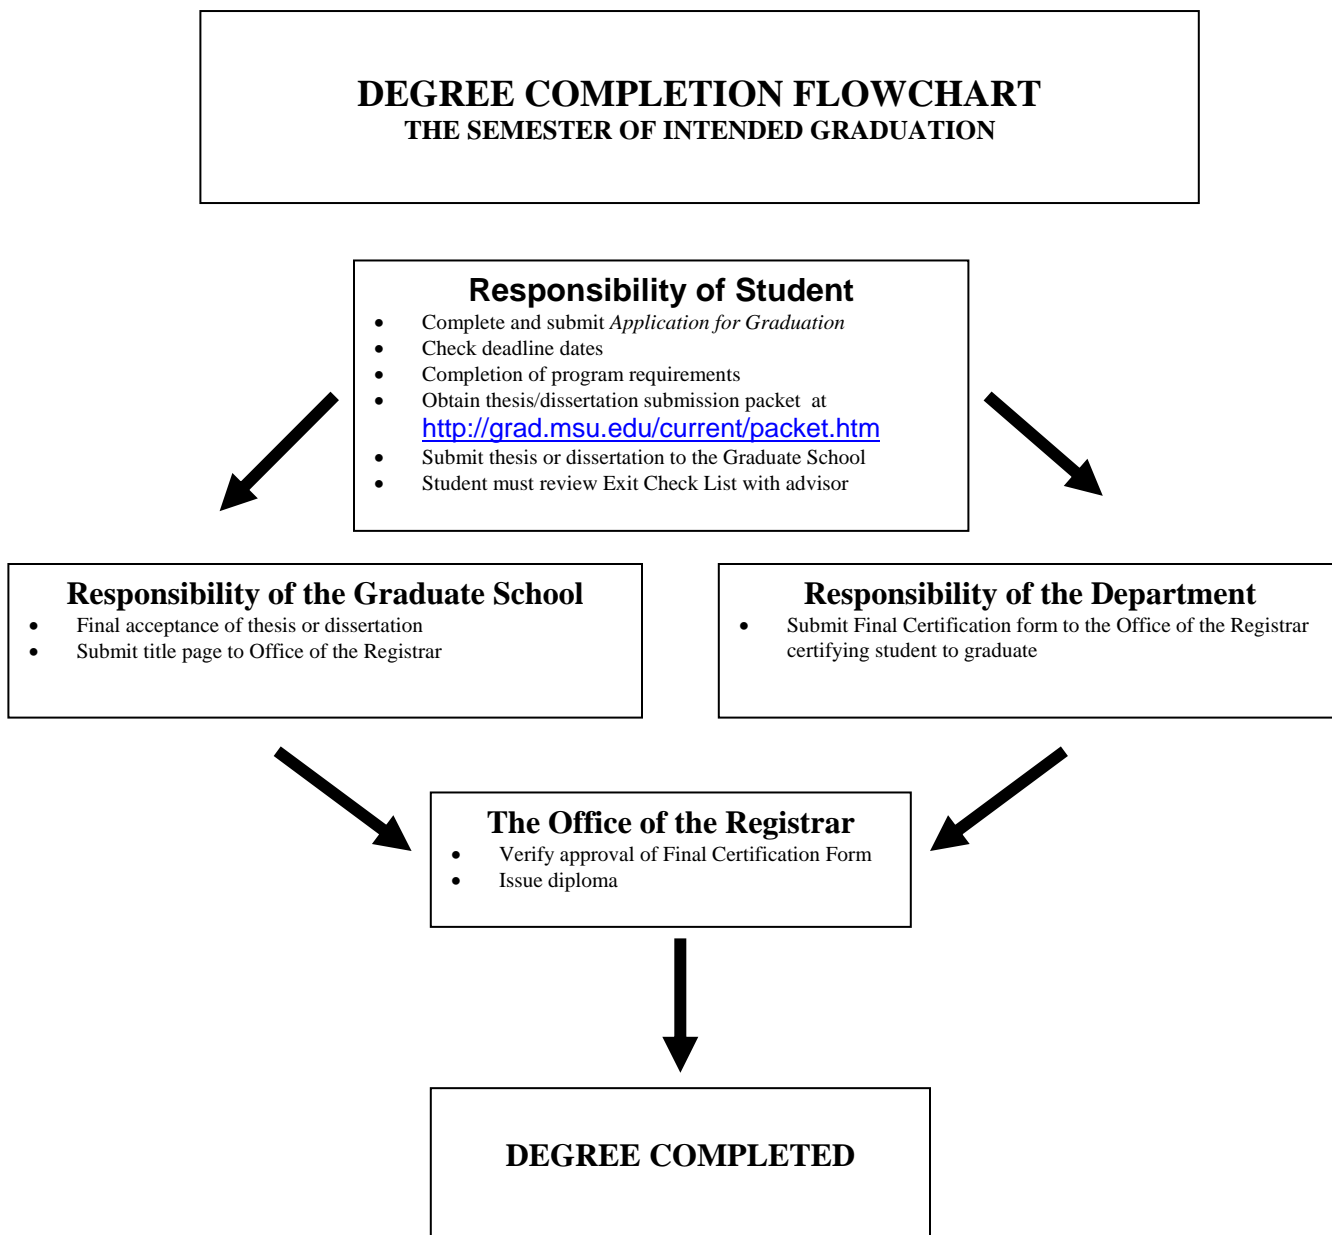 DEGREE COMPLETION FLOWCHART
THE SEMESTER OF INTENDED GRADUATION
Responsibility of Student
• Complete and submit Application for Graduation
• Check deadline dates
• Completion of program requirements
• Obtain thesis/dissertation submission packet at
http://grad.msu.edu/current/packet.htm
• Submit thesis or dissertation to the Graduate School
• Student must review Exit Check List with advisor
Responsibility of the Graduate School
• Final acceptance of thesis or dissertation
• Submit title page to Office of the Registrar
Responsibility of the Department
• Submit Final Certification form to the Office of the Registrar
certifying student to graduate
The Office of the Registrar
• Verify approval of Final Certification Form
• Issue diploma
DEGREE COMPLETED